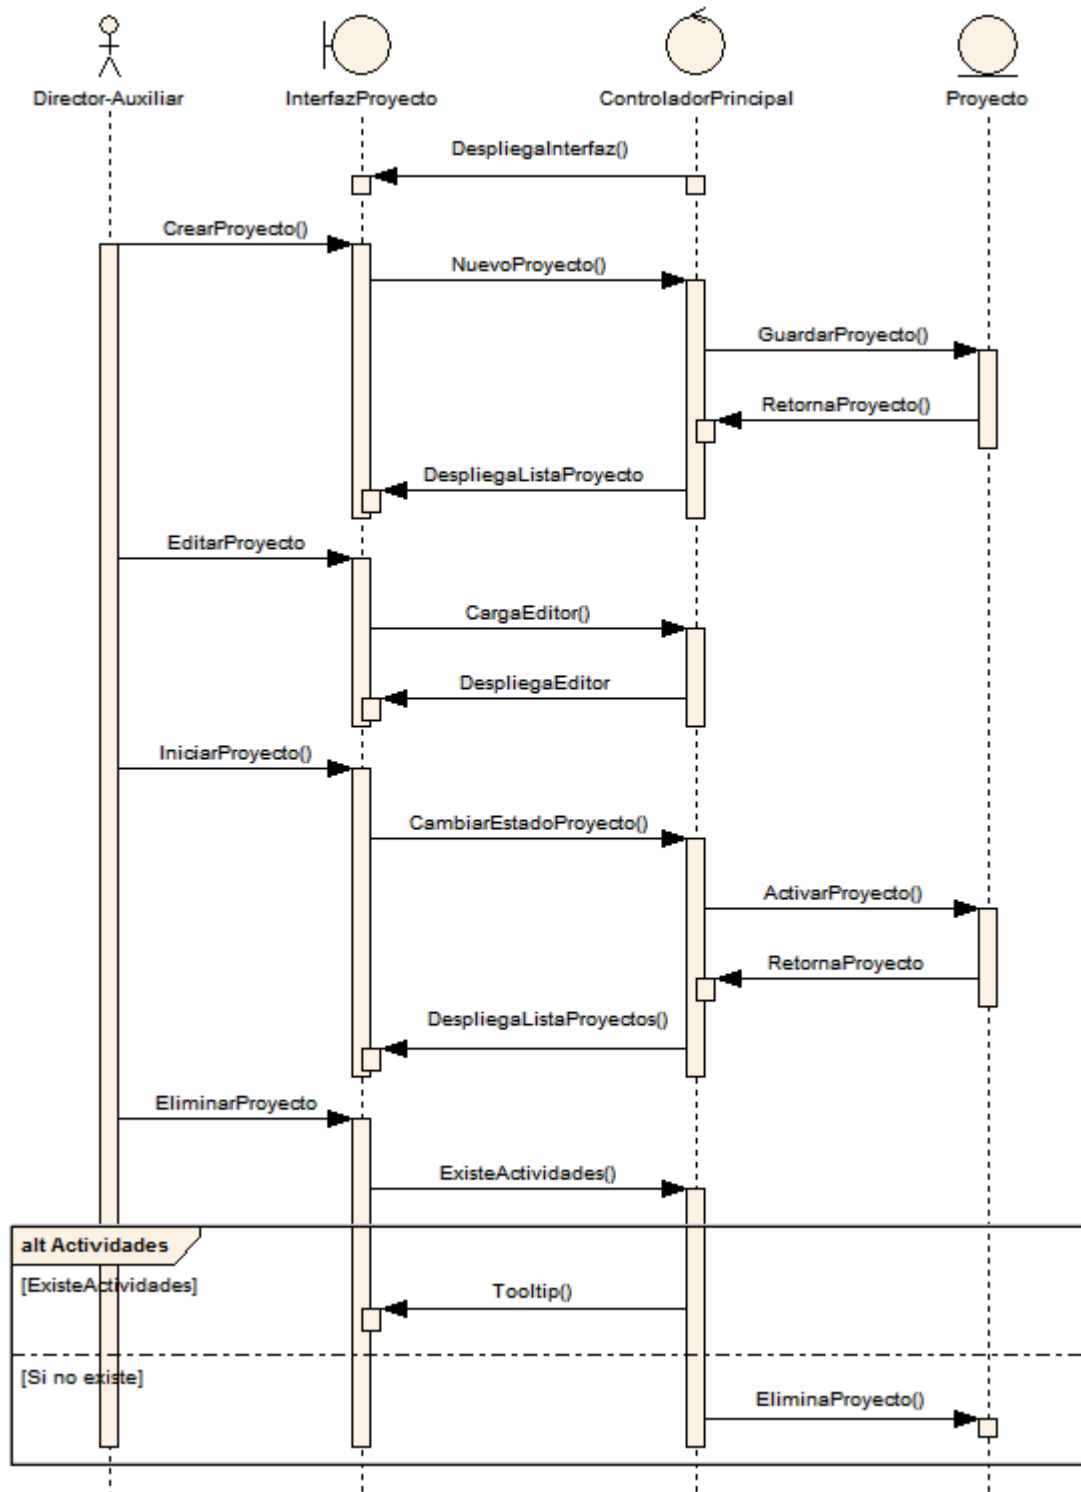 Director-Auxiliar
InterfazProyecto
ControladorPrincipal
Proyecto
DespliegaInterfaz()
CrearProyecto()
NuevoProyecto()
GuardarProyecto()
RetornaProyecto()
DespliegaListaProyecto
EditarProyecto
CargaEditor()
DespliegaEditor
IniciarProyecto()
CambiarEstadoProyecto()
ActivarProyecto()
RetornaProyecto
DespliegaListaProyectos()
EliminarProyecto
ExisteActividades()
alt Actividades
[ExisteActividades]
Tooltip()
[Si no existe]
EliminaProyecto()